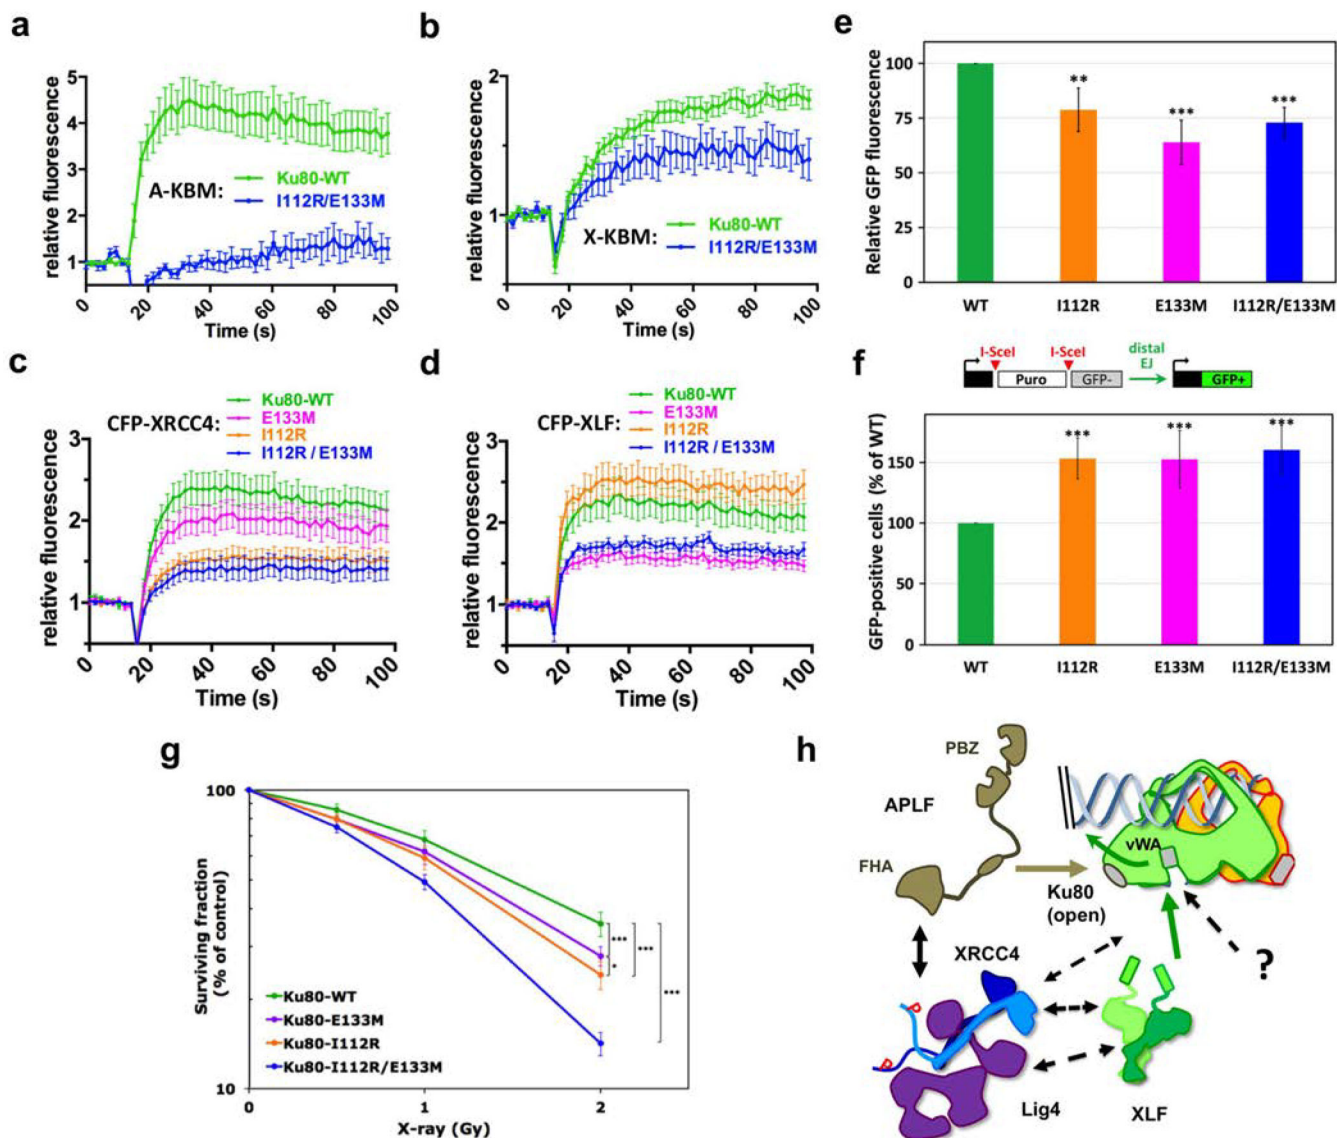 a
relative fluorescence
5
4
3
2
1
A-KBM:
Ku80-WT
I112R/E133M
0 20 40 60 80 100
Time (s)
b
relative fluorescence
2
1
X-KBM:
Ku80-WT
I112R/E133M
0 20 40 60 80 100
Time (s)
c
relative fluorescence
3
2
1
CFP-XRCC4:
Ku80-WT
E133M
I112R
I112R / E133M
0 20 40 60 80 100
Time (s)
d
relative fluorescence
3
2
1
CFP-XLF:
Ku80-WT
E133M
I112R
I112R / E133M
0 20 40 60 80 100
Time (s)
e
Relative GFP fluorescence
100
75
50
25
0
** *** ***
WT I112R E133M I112R/E133M
f
I-SceI I-SceI distal EJ
Puro GFP- GFP+
GFP-positive cells (% of WT)
150
100
50
0
*** *** ***
WT I112R E133M I112R/E133M
g
Surviving fraction
(% of control)
100
10
***
*
***
***
Ku80-WT
Ku80-E133M
Ku80-I112R
Ku80-I112R/E133M
0 1 2
X-ray (Gy)
h
PBZ
APLF
FHA
vWA
Ku80
(open)
XRCC4
?
P
P
Lig4
XLF